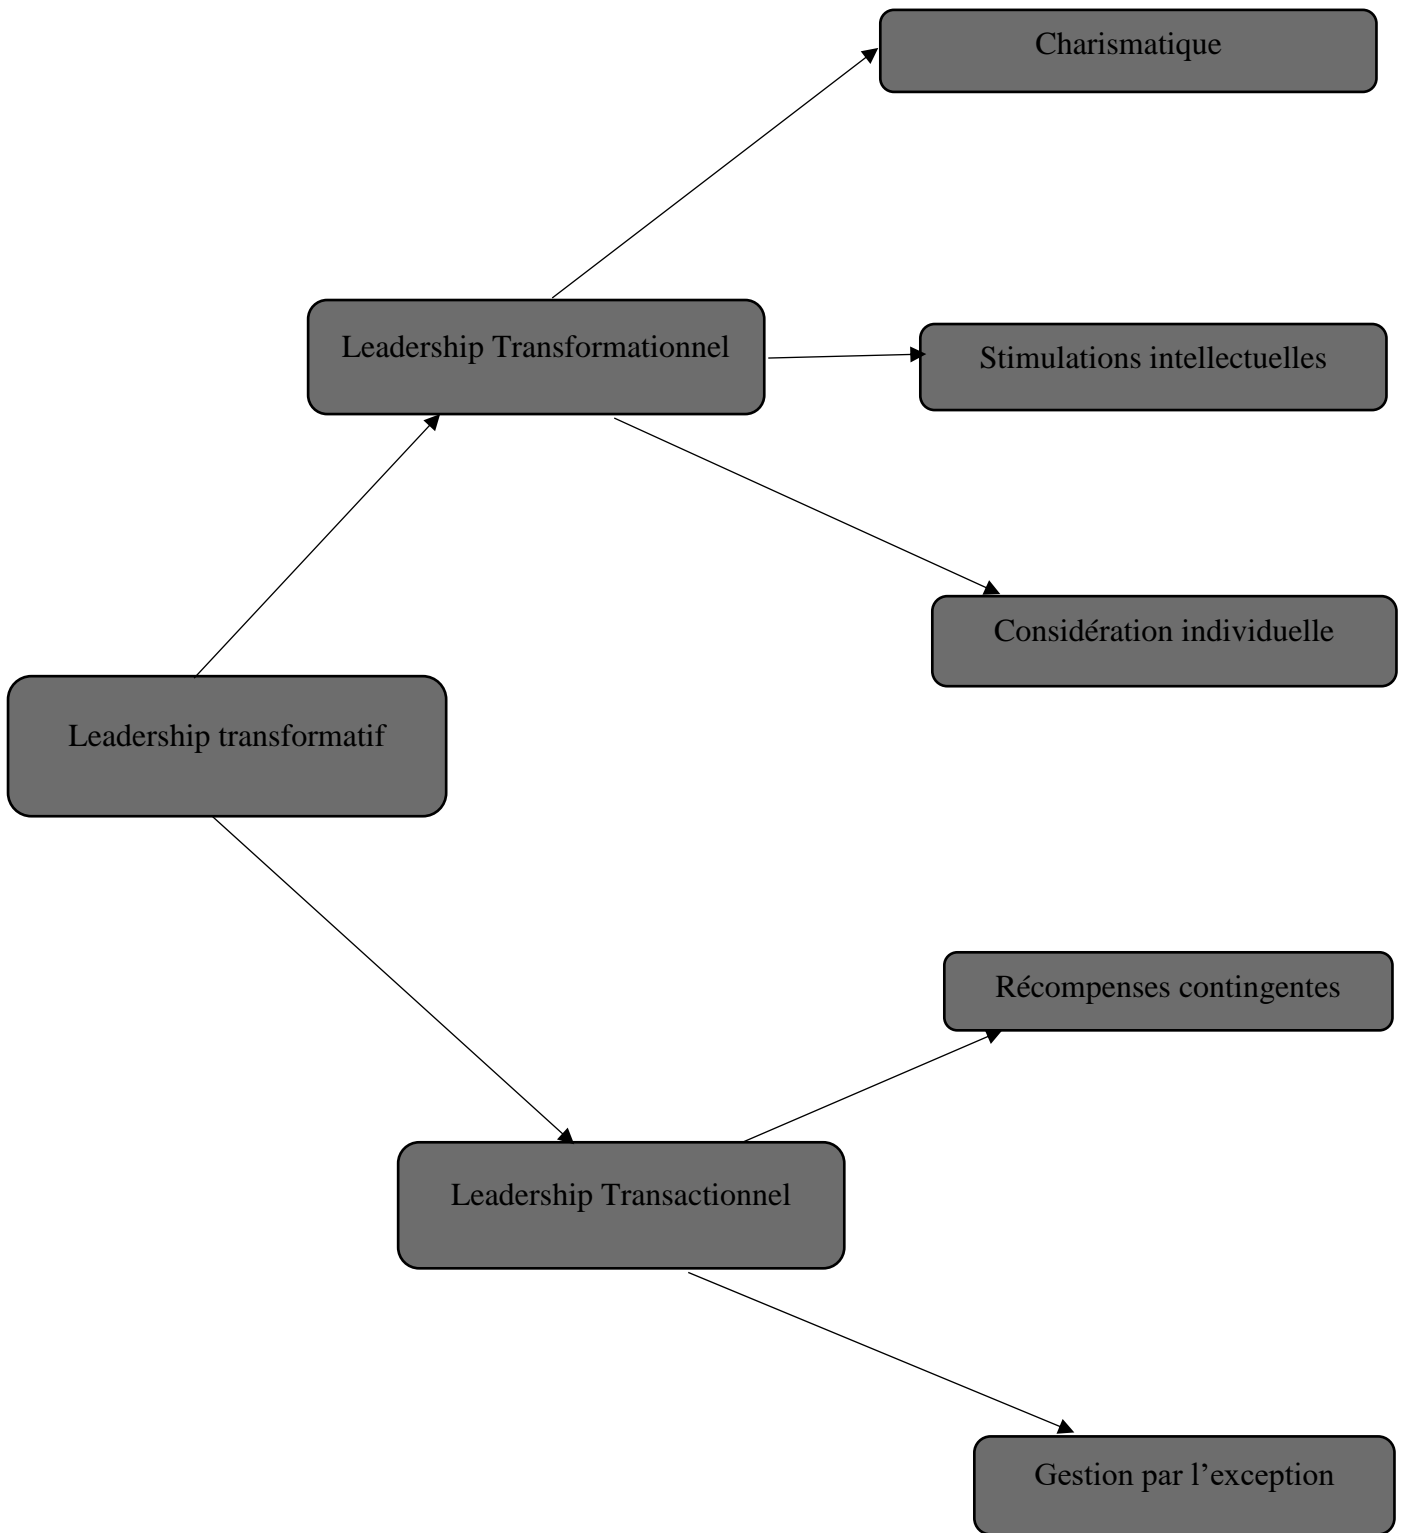 Charismatique
Leadership Transformationnel
Stimulations intellectuelles
Considération individuelle
Leadership transformatif
Récompenses contingentes
Leadership Transactionnel
Gestion par l’exception